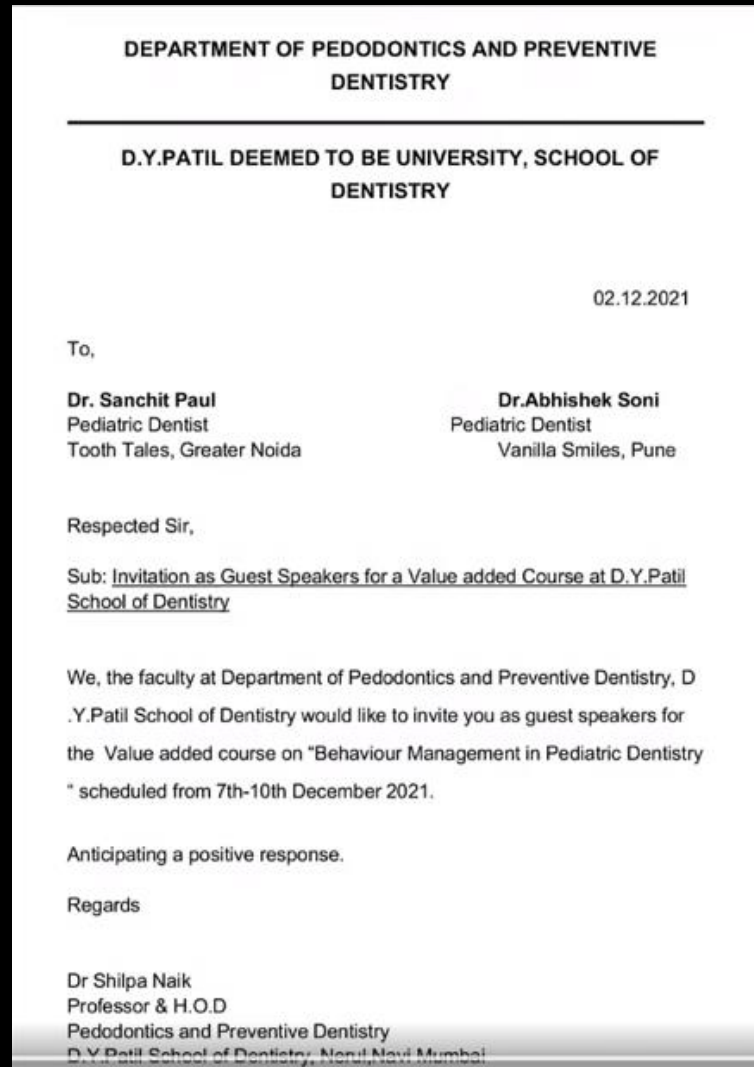 DEPARTMENT OF PEDODONTICS AND PREVENTIVE
DENTISTRY
D.Y.PATIL DEEMED TO BE UNIVERSITY, SCHOOL OF
DENTISTRY
02.12.2021
To,
Dr. Sanchit Paul Dr.Abhishek Soni
Pediatric Dentist Pediatric Dentist
Tooth Tales, Greater Noida Vanilla Smiles, Pune
Respected Sir,
Sub: Invitation as Guest Speakers for a Value added Course at D.Y.Patil
School of Dentistry
We, the faculty at Department of Pedodontics and Preventive Dentistry, D
.Y.Patil School of Dentistry would like to invite you as guest speakers for
the Value added course on "Behaviour Management in Pediatric Dentistry
" scheduled from 7th-10th December 2021.
Anticipating a positive response.
Regards
Dr Shilpa Naik
Professor & H.O.D
Pedodontics and Preventive Dentistry
D.Y.Patil School of Dentistry, Nerul,Navi Mumbai